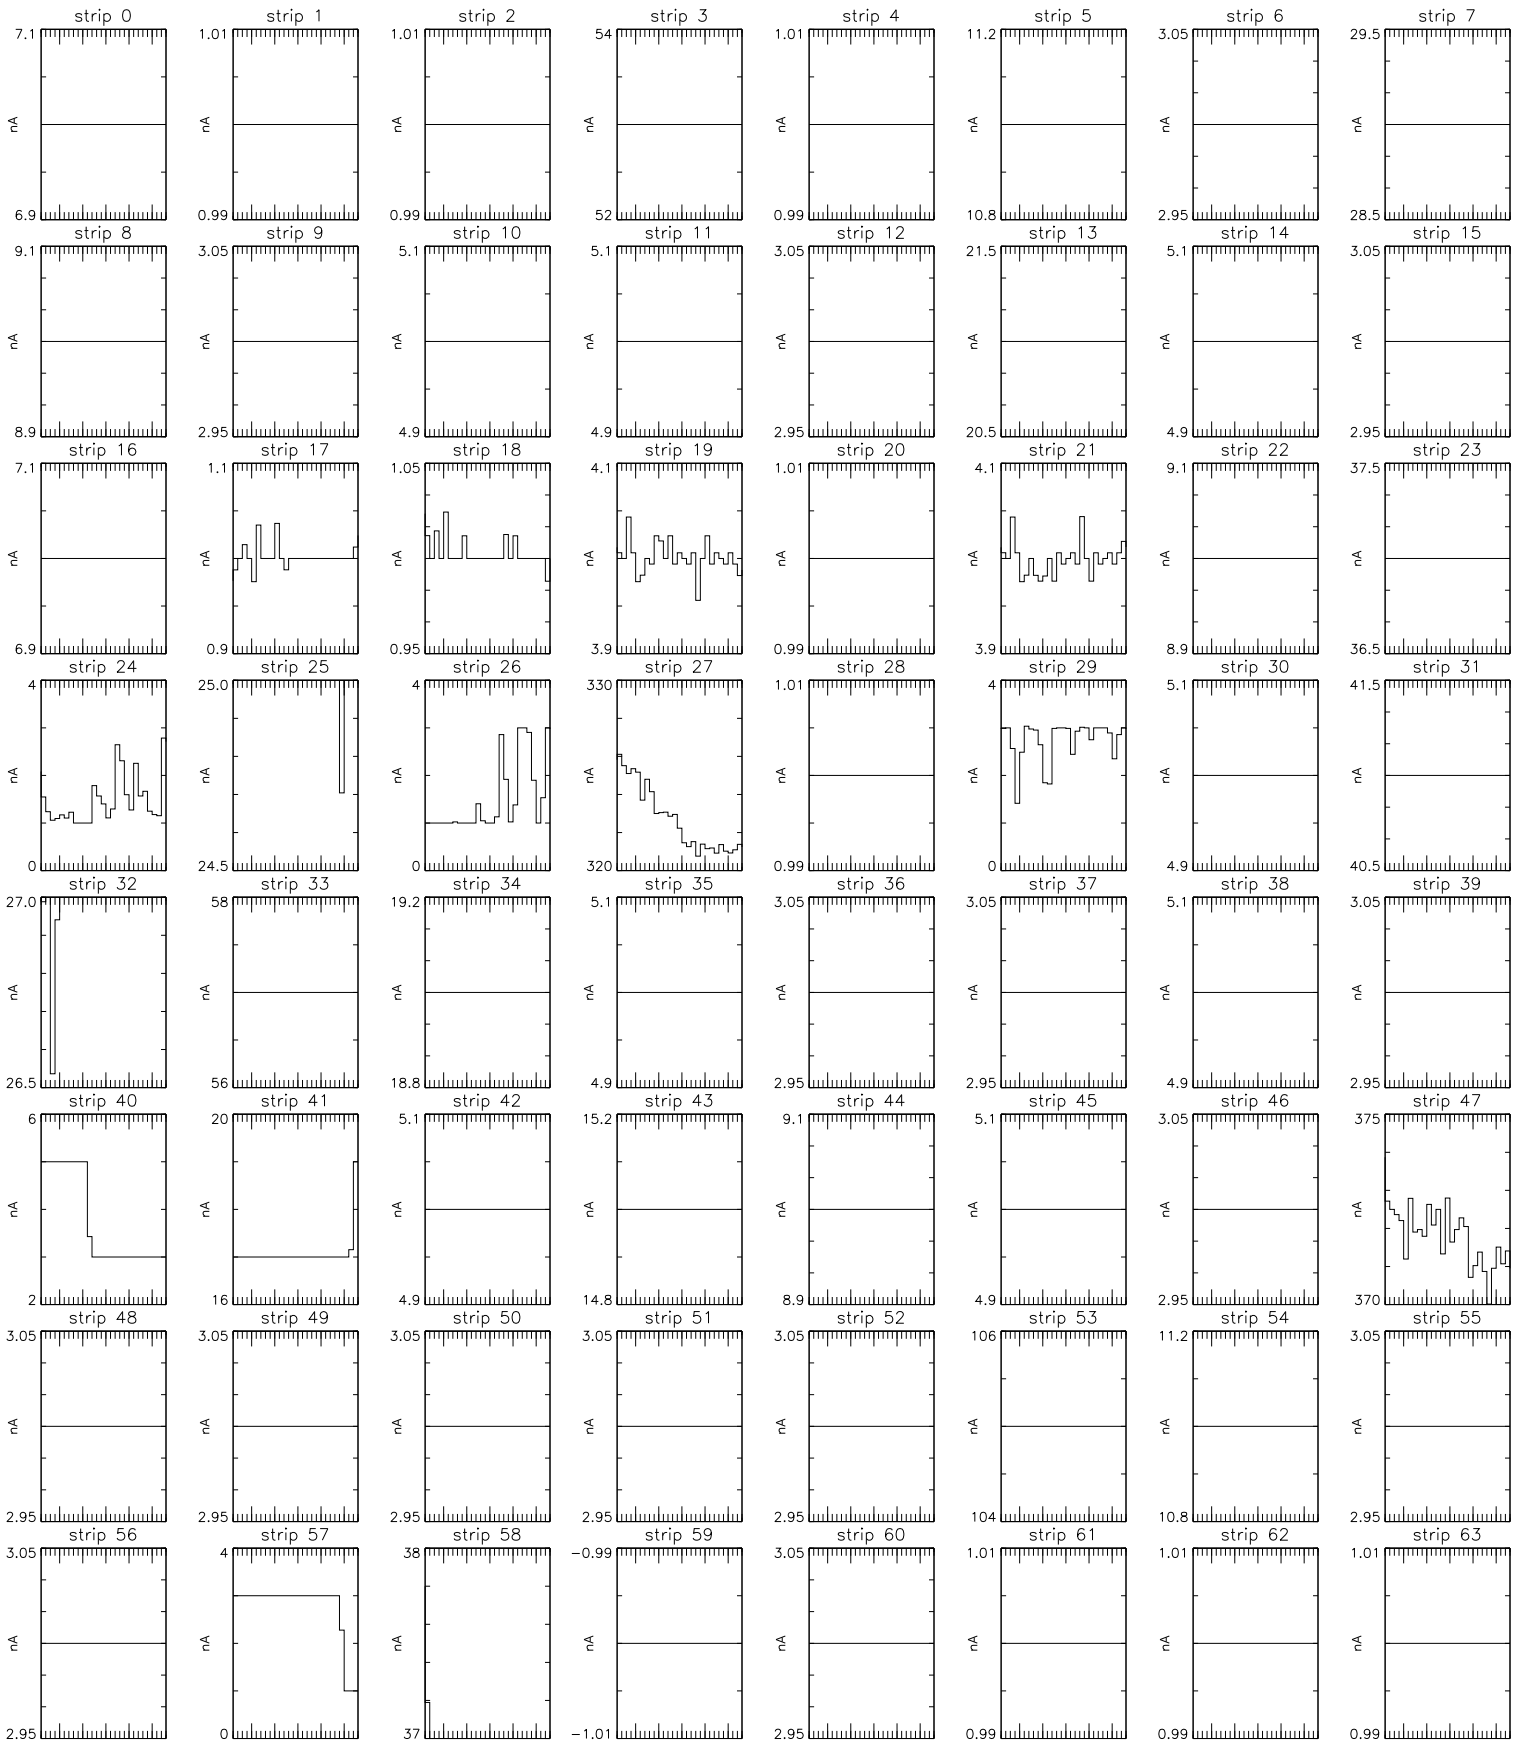 strip 0 strip 1 strip 2 strip 3 strip 4 strip 5 strip 6 strip 7
7.1 1.01 1.01 54 1.01 11.2 3.05 29.5
nA nA nA nA nA nA nA nA
6.9 0.99 0.99 52 0.99 10.8 2.95 28.5
strip 8 strip 9 strip 10 strip 11 strip 12 strip 13 strip 14 strip 15
9.1 3.05 5.1 5.1 3.05 21.5 5.1 3.05
nA nA nA nA nA nA nA nA
8.9 2.95 4.9 4.9 2.95 20.5 4.9 2.95
strip 16 strip 17 strip 18 strip 19 strip 20 strip 21 strip 22 strip 23
7.1 1.1 1.05 4.1 1.01 4.1 9.1 37.5
nA nA nA nA nA nA nA nA
6.9 0.9 0.95 3.9 0.99 3.9 8.9 36.5
strip 24 strip 25 strip 26 strip 27 strip 28 strip 29 strip 30 strip 31
4 25.0 4 330 1.01 4 5.1 41.5
nA nA nA nA nA nA nA nA
0 24.5 0 320 0.99 0 4.9 40.5
strip 32 strip 33 strip 34 strip 35 strip 36 strip 37 strip 38 strip 39
27.0 58 19.2 5.1 3.05 3.05 5.1 3.05
nA nA nA nA nA nA nA nA
26.5 56 18.8 4.9 2.95 2.95 4.9 2.95
strip 40 strip 41 strip 42 strip 43 strip 44 strip 45 strip 46 strip 47
6 20 5.1 15.2 9.1 5.1 3.05 375
nA nA nA nA nA nA nA nA
2 16 4.9 14.8 8.9 4.9 2.95 370
strip 48 strip 49 strip 50 strip 51 strip 52 strip 53 strip 54 strip 55
3.05 3.05 3.05 3.05 3.05 106 11.2 3.05
nA nA nA nA nA nA nA nA
2.95 2.95 2.95 2.95 2.95 104 10.8 2.95
strip 56 strip 57 strip 58 strip 59 strip 60 strip 61 strip 62 strip 63
3.05 4 38 −0.99 3.05 1.01 1.01 1.01
nA nA nA nA nA nA nA nA
2.95 0 37 −1.01 2.95 0.99 0.99 0.99